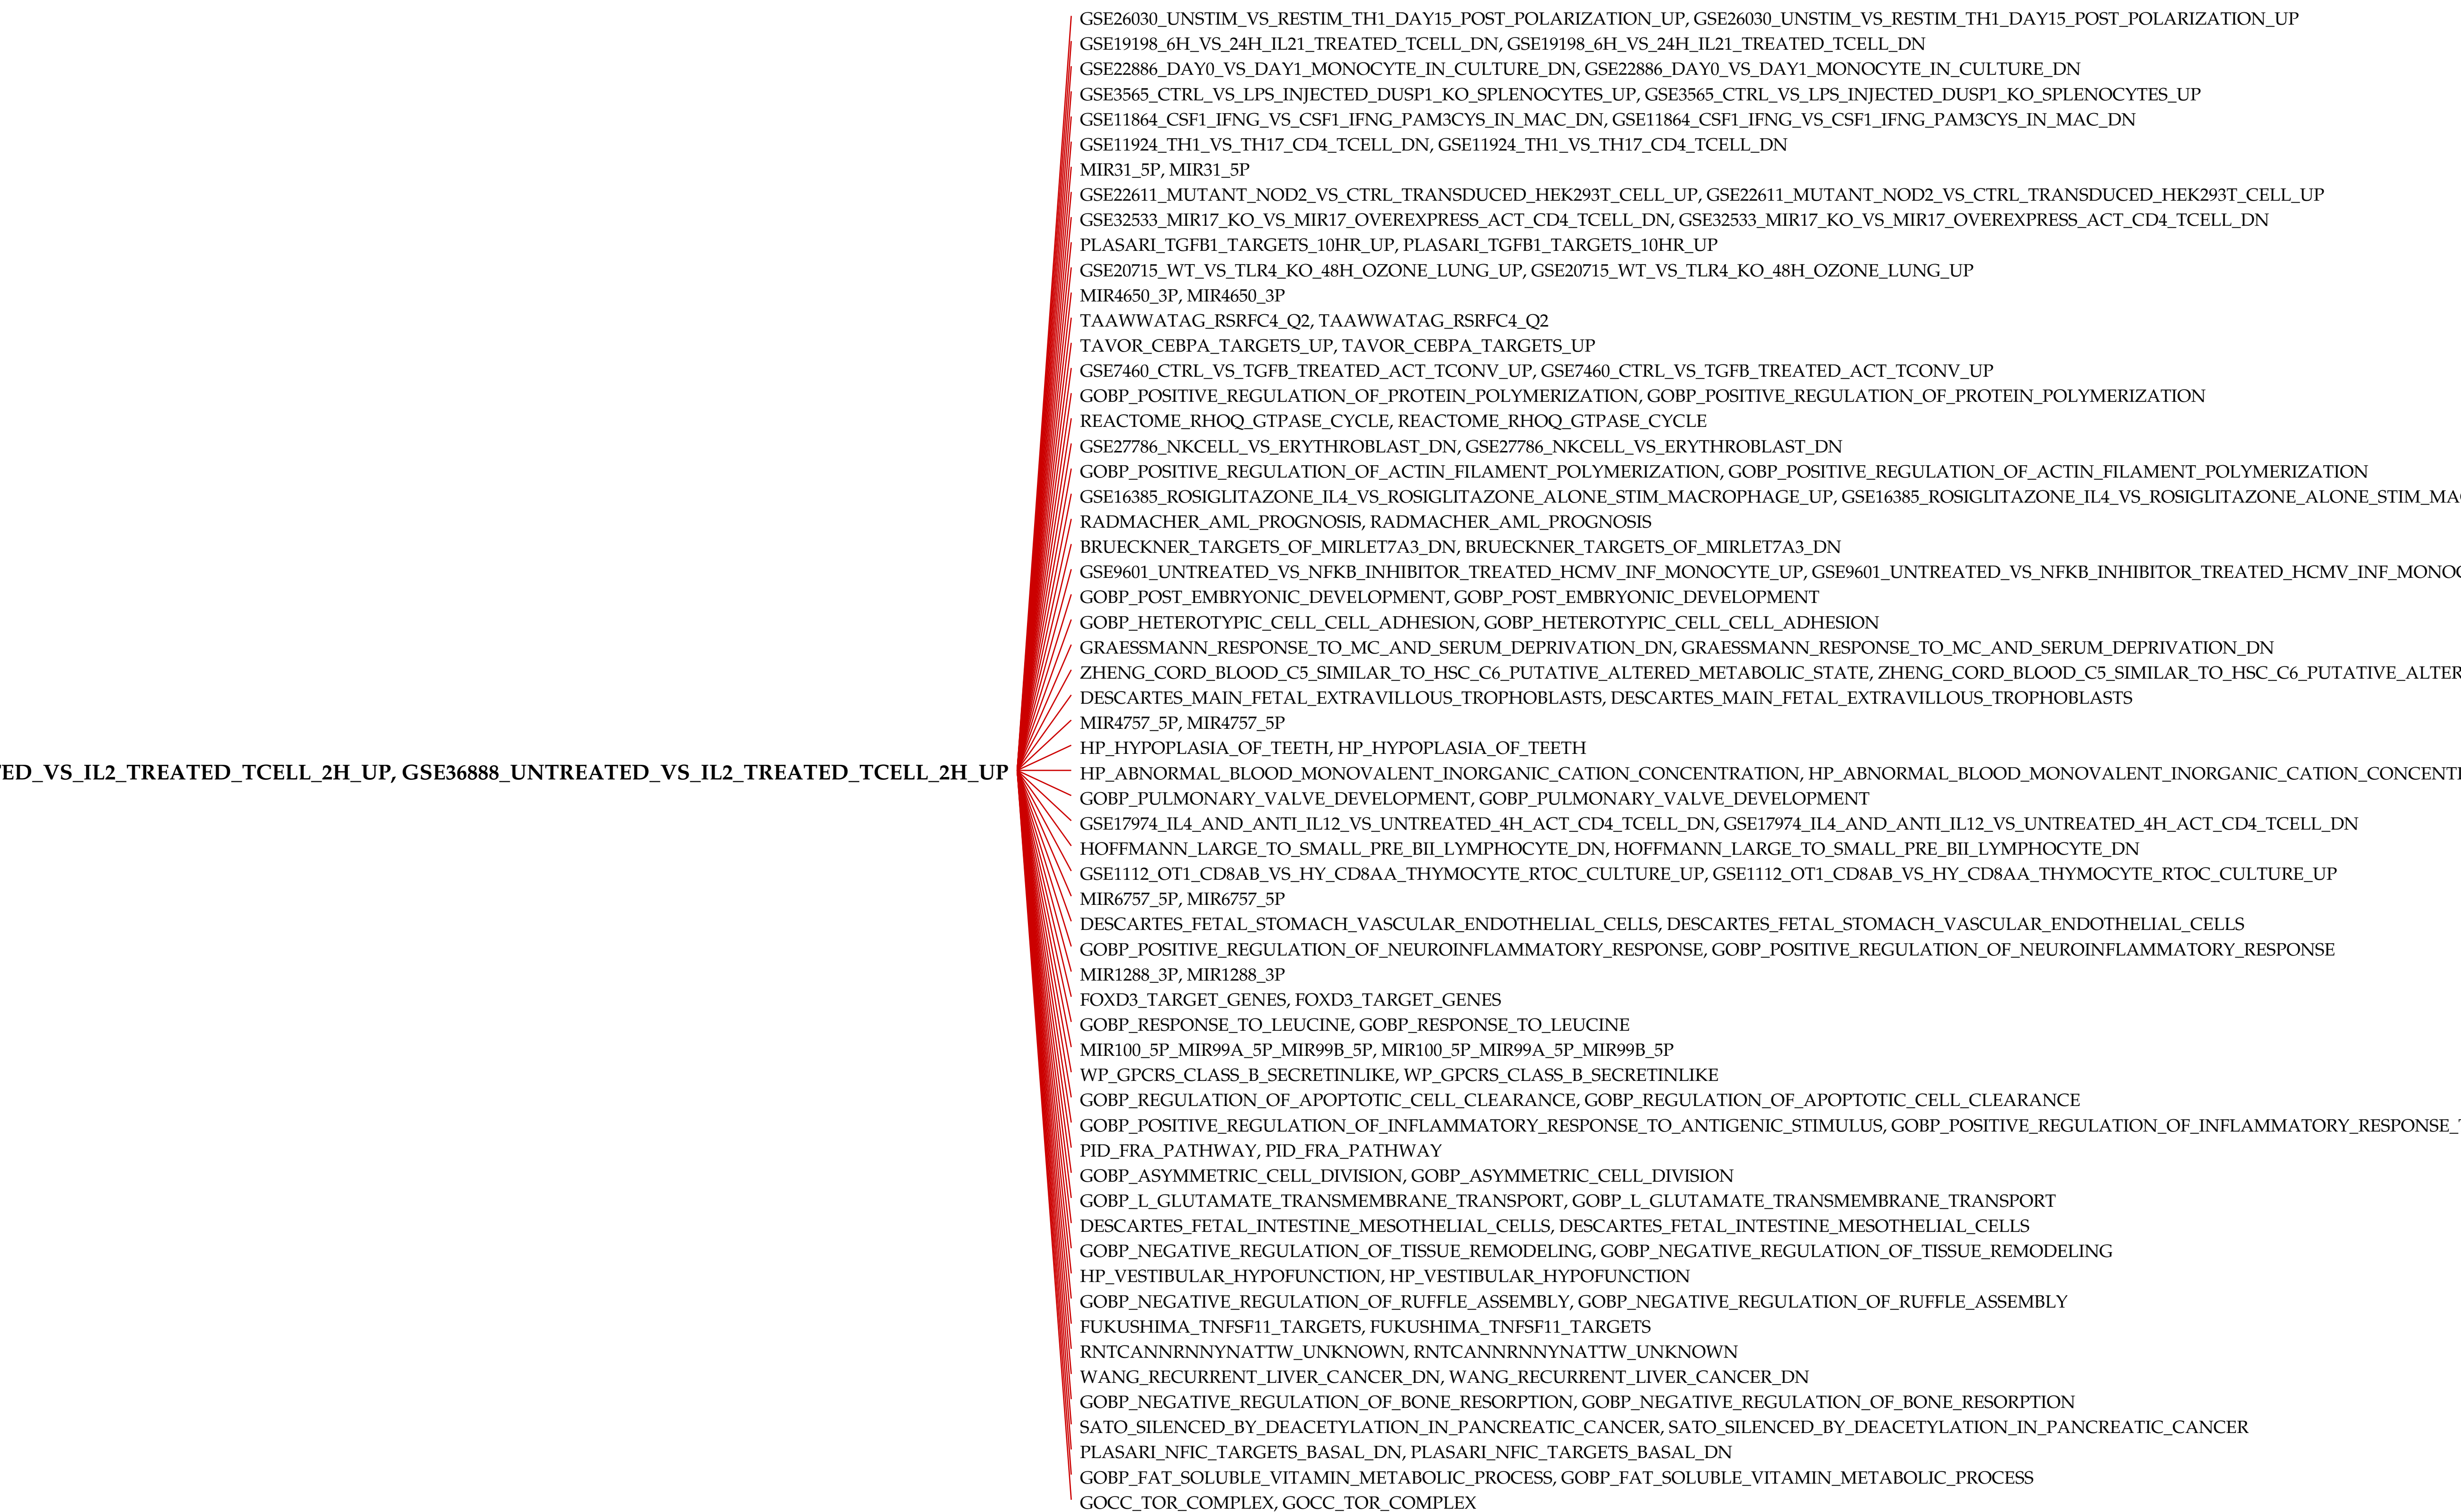 GSE26030_UNSTIM_VS_RESTIM_TH1_DAY15_POST_POLARIZATION_UP, GSE26030_UNSTIM_VS_RESTIM_TH1_DAY15_POST_POLARIZATION_UP
GSE19198_6H_VS_24H_IL21_TREATED_TCELL_DN, GSE19198_6H_VS_24H_IL21_TREATED_TCELL_DN
GSE22886_DAY0_VS_DAY1_MONOCYTE_IN_CULTURE_DN, GSE22886_DAY0_VS_DAY1_MONOCYTE_IN_CULTURE_DN
GSE3565_CTRL_VS_LPS_INJECTED_DUSP1_KO_SPLENOCYTES_UP, GSE3565_CTRL_VS_LPS_INJECTED_DUSP1_KO_SPLENOCYTES_UP
GSE11864_CSF1_IFNG_VS_CSF1_IFNG_PAM3CYS_IN_MAC_DN, GSE11864_CSF1_IFNG_VS_CSF1_IFNG_PAM3CYS_IN_MAC_DN
GSE11924_TH1_VS_TH17_CD4_TCELL_DN, GSE11924_TH1_VS_TH17_CD4_TCELL_DN
MIR31_5P, MIR31_5P
GSE22611_MUTANT_NOD2_VS_CTRL_TRANSDUCED_HEK293T_CELL_UP, GSE22611_MUTANT_NOD2_VS_CTRL_TRANSDUCED_HEK293T_CELL_UP
GSE32533_MIR17_KO_VS_MIR17_OVEREXPRESS_ACT_CD4_TCELL_DN, GSE32533_MIR17_KO_VS_MIR17_OVEREXPRESS_ACT_CD4_TCELL_DN
PLASARI_TGFB1_TARGETS_10HR_UP, PLASARI_TGFB1_TARGETS_10HR_UP
GSE20715_WT_VS_TLR4_KO_48H_OZONE_LUNG_UP, GSE20715_WT_VS_TLR4_KO_48H_OZONE_LUNG_UP
MIR4650_3P, MIR4650_3P
TAAWWATAG_RSRFC4_Q2, TAAWWATAG_RSRFC4_Q2
TAVOR_CEBPA_TARGETS_UP, TAVOR_CEBPA_TARGETS_UP
GSE7460_CTRL_VS_TGFB_TREATED_ACT_TCONV_UP, GSE7460_CTRL_VS_TGFB_TREATED_ACT_TCONV_UP
GOBP_POSITIVE_REGULATION_OF_PROTEIN_POLYMERIZATION, GOBP_POSITIVE_REGULATION_OF_PROTEIN_POLYMERIZATION
REACTOME_RHOQ_GTPASE_CYCLE, REACTOME_RHOQ_GTPASE_CYCLE
GSE27786_NKCELL_VS_ERYTHROBLAST_DN, GSE27786_NKCELL_VS_ERYTHROBLAST_DN
GOBP_POSITIVE_REGULATION_OF_ACTIN_FILAMENT_POLYMERIZATION, GOBP_POSITIVE_REGULATION_OF_ACTIN_FILAMENT_POLYMERIZATION
GSE16385_ROSIGLITAZONE_IL4_VS_ROSIGLITAZONE_ALONE_STIM_MACROPHAGE_UP, GSE16385_ROSIGLITAZONE_IL4_VS_ROSIGLITAZONE_ALONE_STIM_MA
RADMACHER_AML_PROGNOSIS, RADMACHER_AML_PROGNOSIS
BRUECKNER_TARGETS_OF_MIRLET7A3_DN, BRUECKNER_TARGETS_OF_MIRLET7A3_DN
GSE9601_UNTREATED_VS_NFKB_INHIBITOR_TREATED_HCMV_INF_MONOCYTE_UP, GSE9601_UNTREATED_VS_NFKB_INHIBITOR_TREATED_HCMV_INF_MONOC
GOBP_POST_EMBRYONIC_DEVELOPMENT, GOBP_POST_EMBRYONIC_DEVELOPMENT
GOBP_HETEROTYPIC_CELL_CELL_ADHESION, GOBP_HETEROTYPIC_CELL_CELL_ADHESION
GRAESSMANN_RESPONSE_TO_MC_AND_SERUM_DEPRIVATION_DN, GRAESSMANN_RESPONSE_TO_MC_AND_SERUM_DEPRIVATION_DN
ZHENG_CORD_BLOOD_C5_SIMILAR_TO_HSC_C6_PUTATIVE_ALTERED_METABOLIC_STATE, ZHENG_CORD_BLOOD_C5_SIMILAR_TO_HSC_C6_PUTATIVE_ALTER
DESCARTES_MAIN_FETAL_EXTRAVILLOUS_TROPHOBLASTS, DESCARTES_MAIN_FETAL_EXTRAVILLOUS_TROPHOBLASTS
MIR4757_5P, MIR4757_5P
HP_HYPOPLASIA_OF_TEETH, HP_HYPOPLASIA_OF_TEETH
ED_VS_IL2_TREATED_TCELL_2H_UP, GSE36888_UNTREATED_VS_IL2_TREATED_TCELL_2H_UP
HP_ABNORMAL_BLOOD_MONOVALENT_INORGANIC_CATION_CONCENTRATION, HP_ABNORMAL_BLOOD_MONOVALENT_INORGANIC_CATION_CONCENT
GOBP_PULMONARY_VALVE_DEVELOPMENT, GOBP_PULMONARY_VALVE_DEVELOPMENT
GSE17974_IL4_AND_ANTI_IL12_VS_UNTREATED_4H_ACT_CD4_TCELL_DN, GSE17974_IL4_AND_ANTI_IL12_VS_UNTREATED_4H_ACT_CD4_TCELL_DN
HOFFMANN_LARGE_TO_SMALL_PRE_BII_LYMPHOCYTE_DN, HOFFMANN_LARGE_TO_SMALL_PRE_BII_LYMPHOCYTE_DN
GSE1112_OT1_CD8AB_VS_HY_CD8AA_THYMOCYTE_RTOC_CULTURE_UP, GSE1112_OT1_CD8AB_VS_HY_CD8AA_THYMOCYTE_RTOC_CULTURE_UP
MIR6757_5P, MIR6757_5P
DESCARTES_FETAL_STOMACH_VASCULAR_ENDOTHELIAL_CELLS, DESCARTES_FETAL_STOMACH_VASCULAR_ENDOTHELIAL_CELLS
GOBP_POSITIVE_REGULATION_OF_NEUROINFLAMMATORY_RESPONSE, GOBP_POSITIVE_REGULATION_OF_NEUROINFLAMMATORY_RESPONSE
MIR1288_3P, MIR1288_3P
FOXD3_TARGET_GENES, FOXD3_TARGET_GENES
GOBP_RESPONSE_TO_LEUCINE, GOBP_RESPONSE_TO_LEUCINE
MIR100_5P_MIR99A_5P_MIR99B_5P, MIR100_5P_MIR99A_5P_MIR99B_5P
WP_GPCRS_CLASS_B_SECRETINLIKE, WP_GPCRS_CLASS_B_SECRETINLIKE
GOBP_REGULATION_OF_APOPTOTIC_CELL_CLEARANCE, GOBP_REGULATION_OF_APOPTOTIC_CELL_CLEARANCE
GOBP_POSITIVE_REGULATION_OF_INFLAMMATORY_RESPONSE_TO_ANTIGENIC_STIMULUS, GOBP_POSITIVE_REGULATION_OF_INFLAMMATORY_RESPONSE_
PID_FRA_PATHWAY, PID_FRA_PATHWAY
GOBP_ASYMMETRIC_CELL_DIVISION, GOBP_ASYMMETRIC_CELL_DIVISION
GOBP_L_GLUTAMATE_TRANSMEMBRANE_TRANSPORT, GOBP_L_GLUTAMATE_TRANSMEMBRANE_TRANSPORT
DESCARTES_FETAL_INTESTINE_MESOTHELIAL_CELLS, DESCARTES_FETAL_INTESTINE_MESOTHELIAL_CELLS
GOBP_NEGATIVE_REGULATION_OF_TISSUE_REMODELING, GOBP_NEGATIVE_REGULATION_OF_TISSUE_REMODELING
HP_VESTIBULAR_HYPOFUNCTION, HP_VESTIBULAR_HYPOFUNCTION
GOBP_NEGATIVE_REGULATION_OF_RUFFLE_ASSEMBLY, GOBP_NEGATIVE_REGULATION_OF_RUFFLE_ASSEMBLY
FUKUSHIMA_TNFSF11_TARGETS, FUKUSHIMA_TNFSF11_TARGETS
RNTCANNRNNYNATTW_UNKNOWN, RNTCANNRNNYNATTW_UNKNOWN
WANG_RECURRENT_LIVER_CANCER_DN, WANG_RECURRENT_LIVER_CANCER_DN
GOBP_NEGATIVE_REGULATION_OF_BONE_RESORPTION, GOBP_NEGATIVE_REGULATION_OF_BONE_RESORPTION
SATO_SILENCED_BY_DEACETYLATION_IN_PANCREATIC_CANCER, SATO_SILENCED_BY_DEACETYLATION_IN_PANCREATIC_CANCER
PLASARI_NFIC_TARGETS_BASAL_DN, PLASARI_NFIC_TARGETS_BASAL_DN
GOBP_FAT_SOLUBLE_VITAMIN_METABOLIC_PROCESS, GOBP_FAT_SOLUBLE_VITAMIN_METABOLIC_PROCESS
GOCC_TOR_COMPLEX, GOCC_TOR_COMPLEX